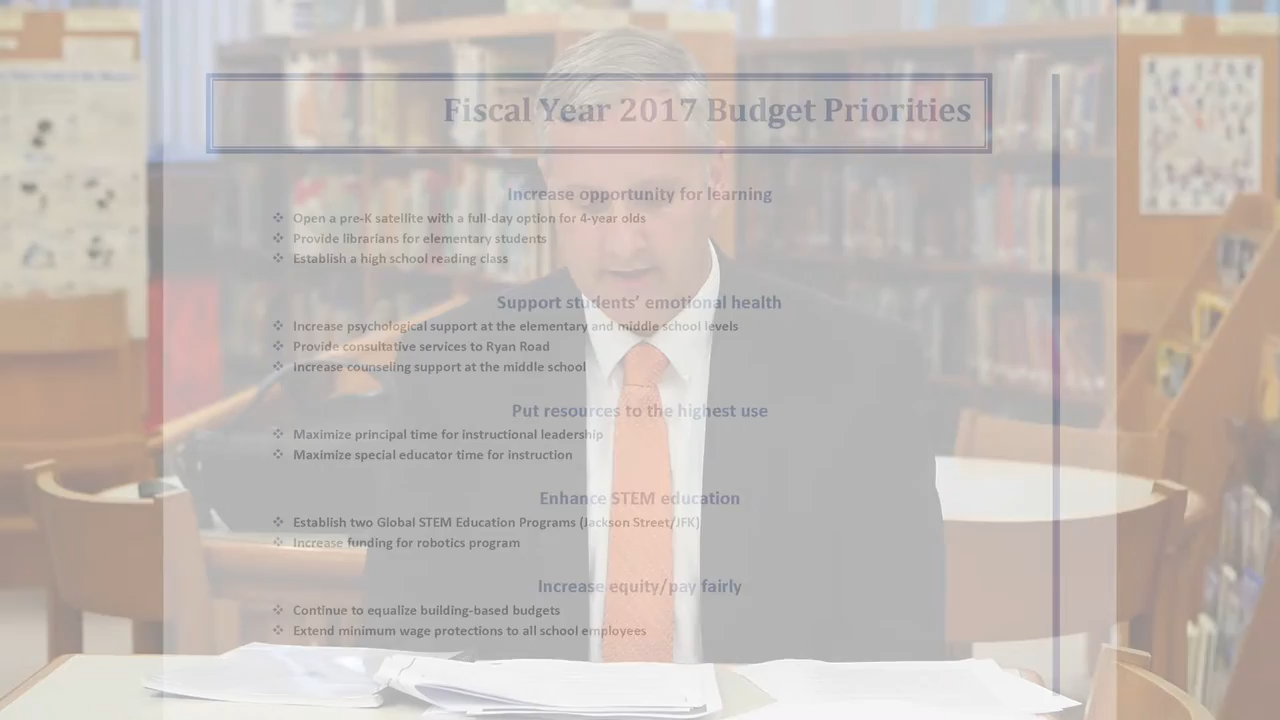 Fiscal Year 2017 Budget Priorities
Increase opportunity for learning
❖ Open a pre-K satellite with a full-day option for 4-year olds
❖ Provide librarians for elementary students
❖ Establish a high school reading class
Support students’ emotional health
❖ Increase psychological support at the elementary and middle school levels
❖ Provide consultative services to Ryan Road
❖ Increase counseling support at the middle school
Put resources to the highest use
❖ Maximize principal time for instructional leadership
❖ Maximize special educator time for instruction
Enhance STEM education
❖ Establish two Global STEM Education Programs (Jackson Street/JFK)
❖ Increase funding for robotics program
Increase equity/pay fairly
❖ Continue to equalize building-based budgets
❖ Extend minimum wage protections to all school employees